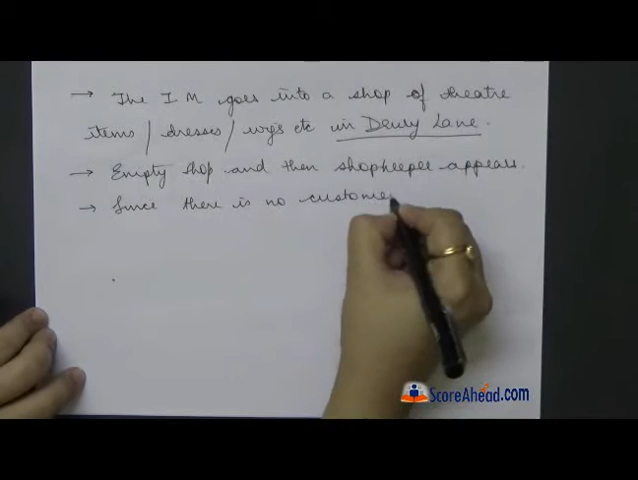 → The I M goes into a shop of theatre
items / dresses / wigs etc in Drury Lane.
→ Empty shop and then shopkeeper appears.
→ Since there is no custome
ScoreAhead.com